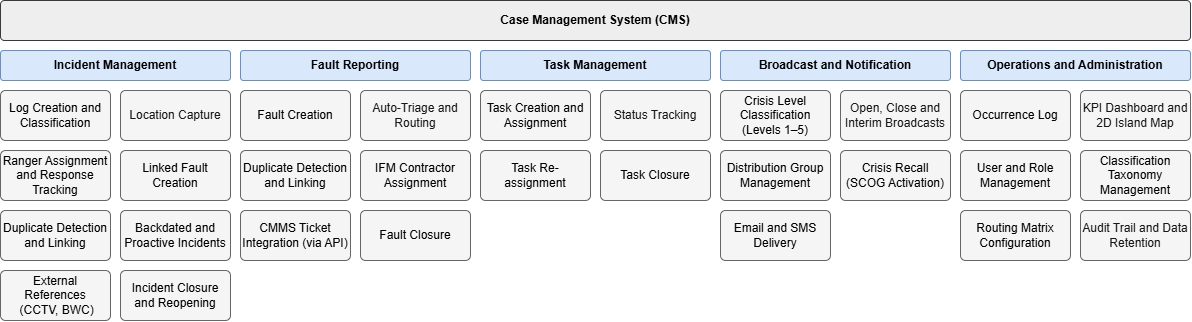 Case Management System (CMS)
Incident Management
Fault Reporting
Task Management
Broadcast and Notification
Operations and Administration
Log Creation and
Classification
Location Capture
Fault Creation
Auto-Triage and
Routing
Task Creation and
Assignment
Status Tracking
Crisis Level
Classification
(Levels 1–5)
Open, Close and
Interim Broadcasts
Occurrence Log
KPI Dashboard and
2D Island Map
Ranger Assignment
and Response
Tracking
Linked Fault
Creation
Duplicate Detection
and Linking
IFM Contractor
Assignment
Task Re-
assignment
Task Closure
Distribution Group
Management
Crisis Recall
(SCOG Activation)
User and Role
Management
Classification
Taxonomy
Management
Duplicate Detection
and Linking
Backdated and
Proactive Incidents
CMMS Ticket
Integration (via API)
Fault Closure
Email and SMS
Delivery
Routing Matrix
Configuration
Audit Trail and Data
Retention
External
References
(CCTV, BWC)
Incident Closure
and Reopening